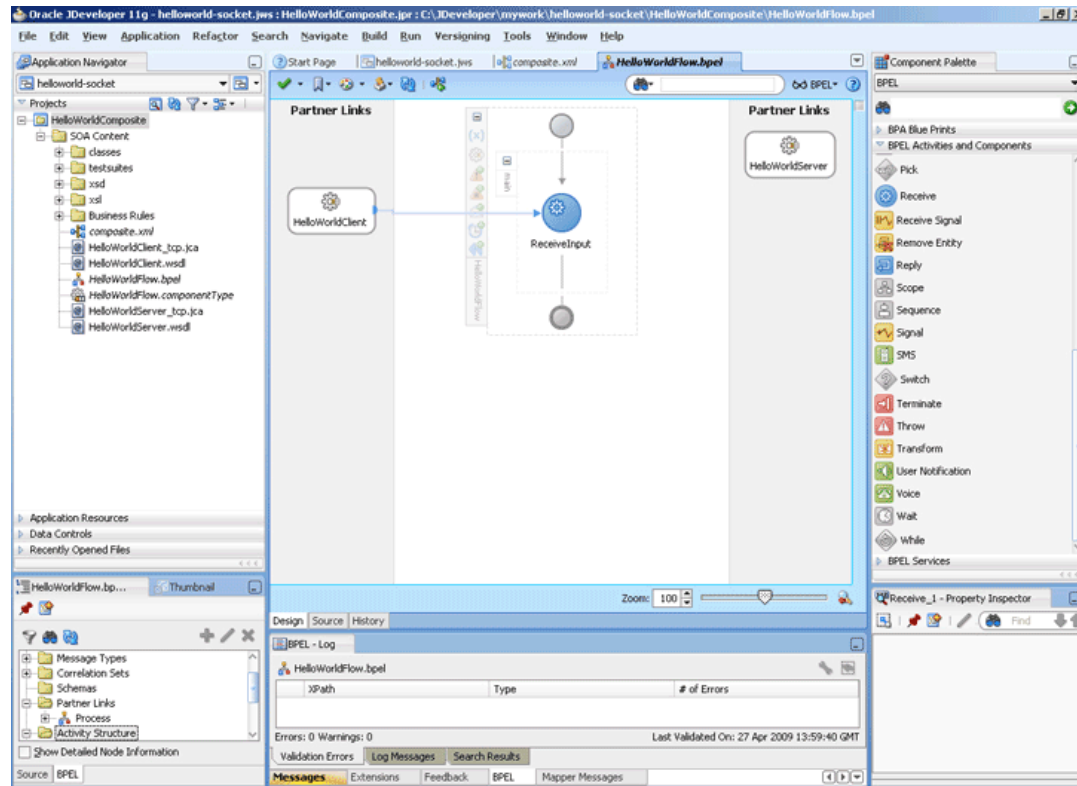 Oracle JDeveloper 11g - helloworld-socket.jws : HelloWorldComposite.jpr : C:\JDeveloper\mywork\helloworld-socket\HelloWorldComposite\HelloWorldFlow.bpel
File Edit View Application Refactor Search Navigate Build Run Versioning Tools Window Help
Application Navigator
helloworld-socket
Projects
HelloWorldComposite
SOA Content
classes
testsuites
xsd
xsl
Business Rules
composite.xml
HelloWorldClient_tcp.jca
HelloWorldClient.wsdl
HelloWorldFlow.bpel
HelloWorldFlow.componentType
HelloWorldServer_tcp.jca
HelloWorldServer.wsdl
Application Resources
Data Controls
Recently Opened Files
HelloWorldFlow.bp... Thumbnail
Message Types
Correlation Sets
Schemas
Partner Links
Process
Activity Structure
Show Detailed Node Information
Source BPEL
Start Page helloworld-socket.jws composite.xml HelloWorldFlow.bpel
BPEL
Partner Links
HelloWorldClient
main
HelloWorldFlow
ReceiveInput
Partner Links
HelloWorldServer
Zoom: 100
Design Source History
BPEL - Log
HelloWorldFlow.bpel
XPath Type # of Errors
Errors: 0 Warnings: 0 Last Validated On: 27 Apr 2009 13:59:40 GMT
Validation Errors Log Messages Search Results
Messages Extensions Feedback BPEL Mapper Messages
Component Palette
BPEL
BPA Blue Prints
BPEL Activities and Components
Pick
Receive
Receive Signal
Remove Entity
Reply
Scope
Sequence
Signal
SMS
Switch
Terminate
Throw
Transform
User Notification
Voice
Wait
While
BPEL Services
Receive_1 - Property Inspector
Find